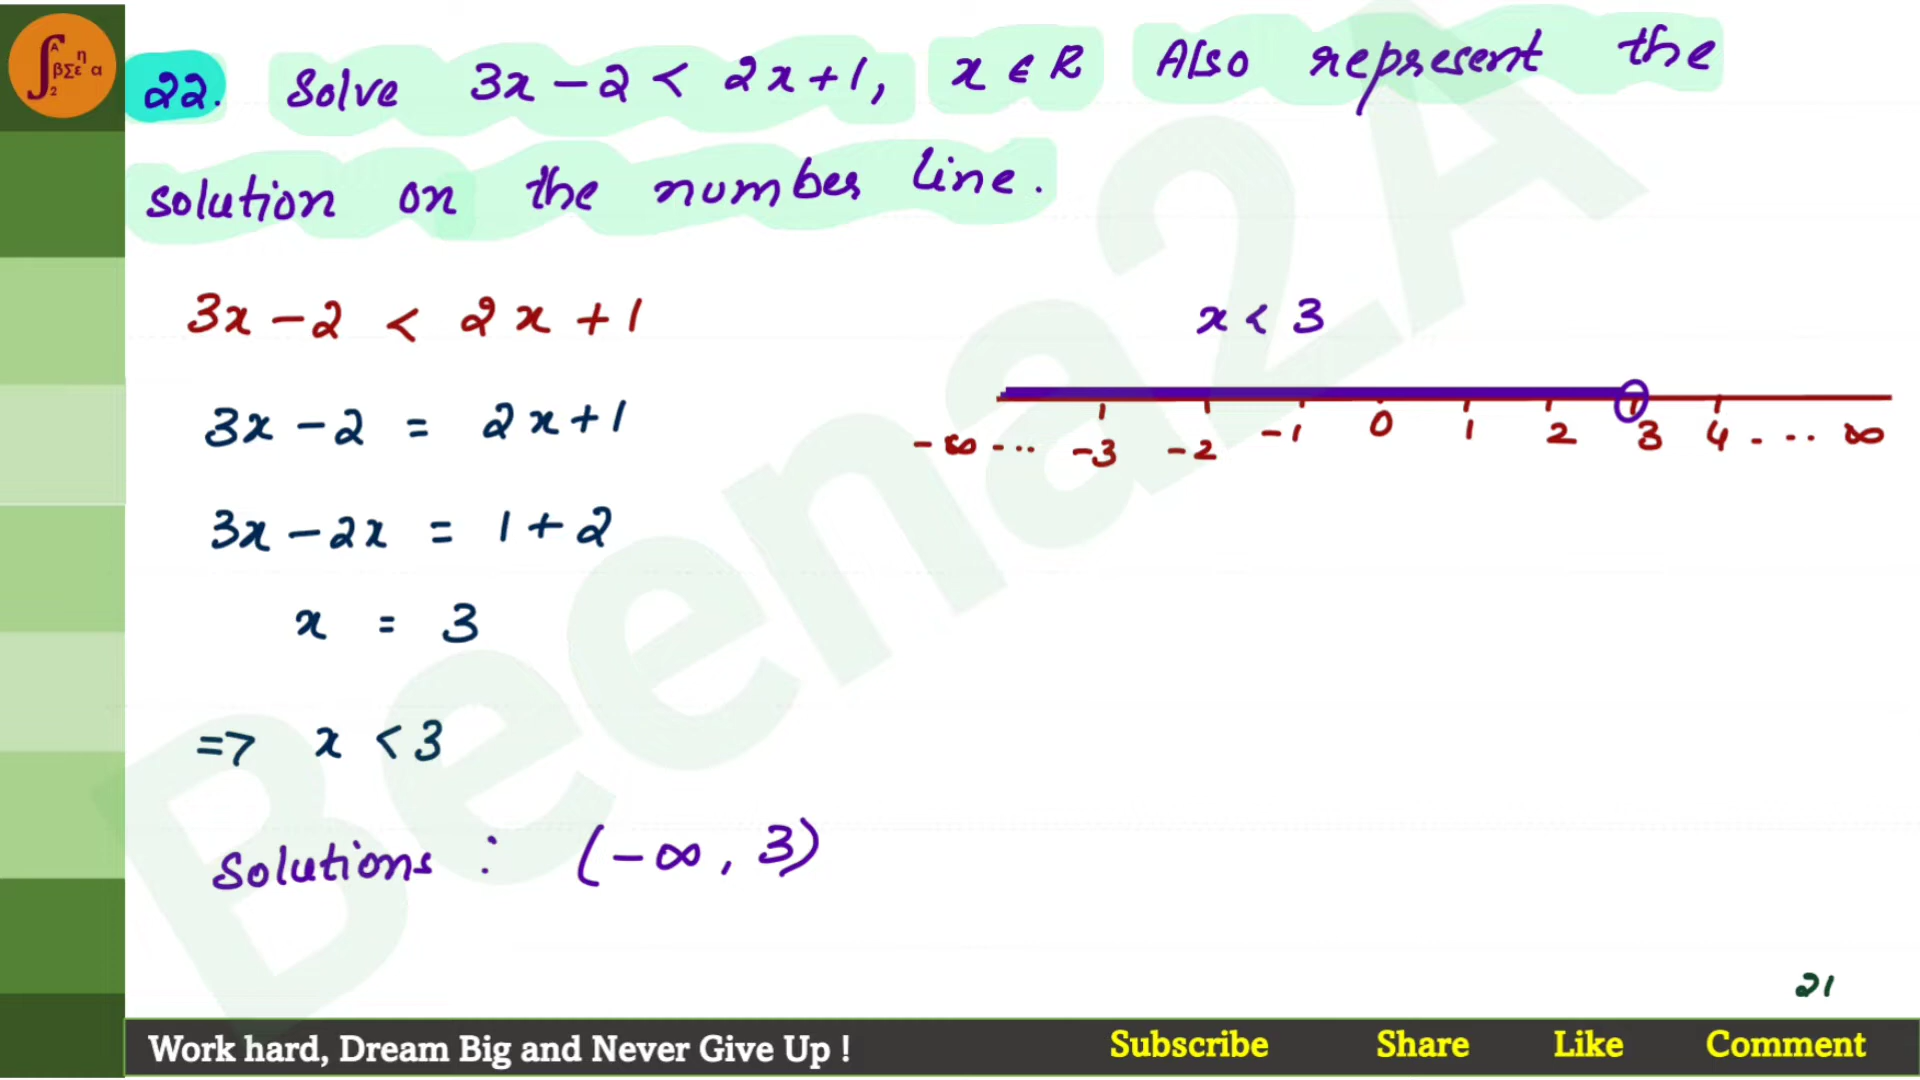 22. Solve 3x - 2 < 2x + 1, x ∈ R Also represent the
solution on the number line.
3x - 2 < 2x + 1
3x - 2 = 2x + 1
3x - 2x = 1 + 2
x = 3
=> x < 3
Solutions : (-∞, 3)
x < 3
-∞ ... -3 -2 -1 0 1 2 3 4 ... ∞
Beena2A
21
Work hard, Dream Big and Never Give Up ! Subscribe Share Like Comment